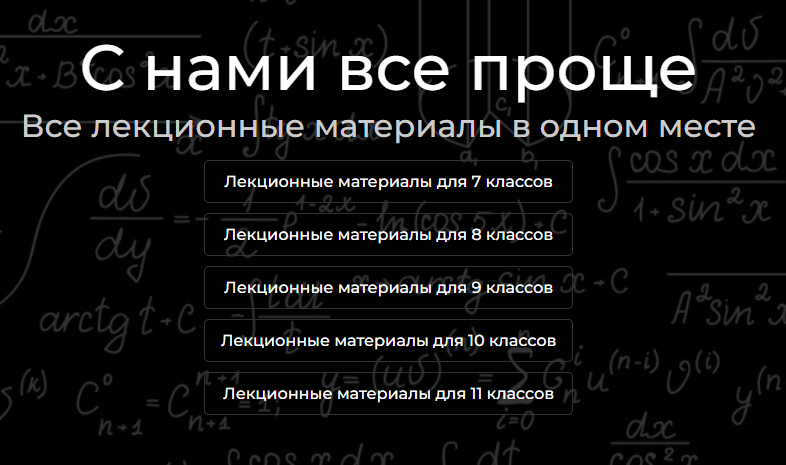 С нами все проще
Все лекционные материалы в одном месте
Лекционные материалы для 7 классов
Лекционные материалы для 8 классов
Лекционные материалы для 9 классов
Лекционные материалы для 10 классов
Лекционные материалы для 11 классов